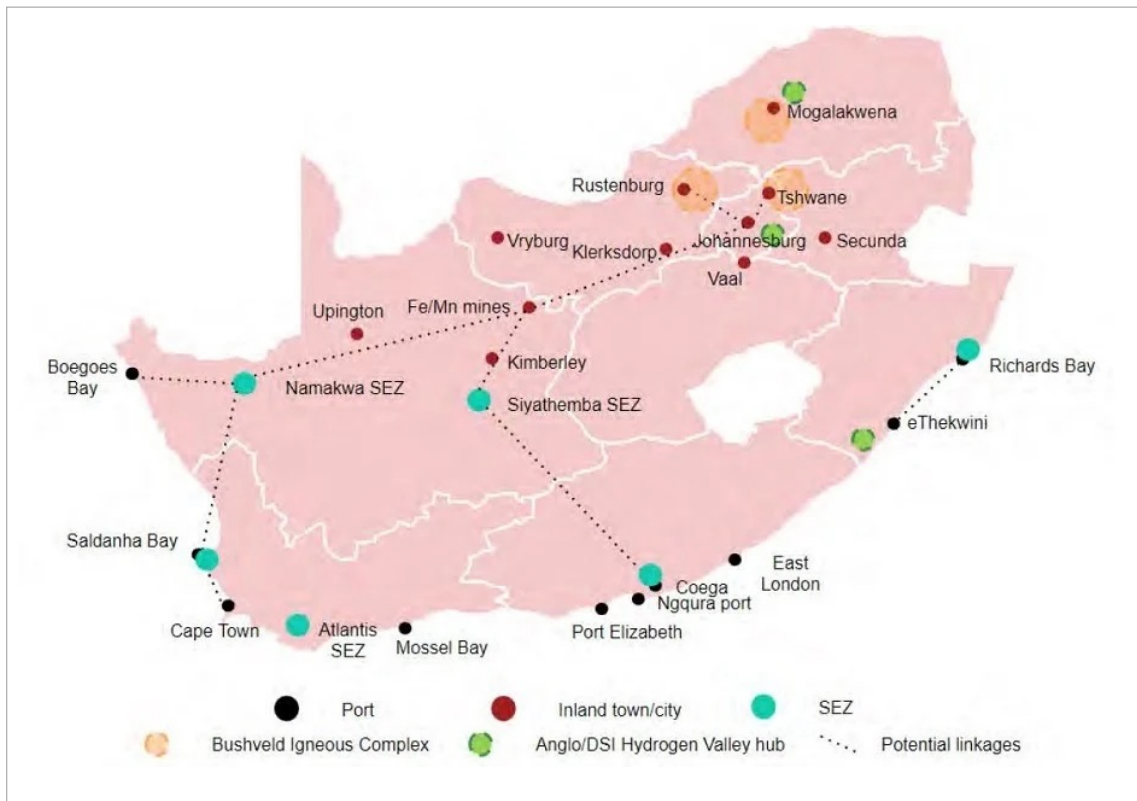 Mogalakwena
Rustenburg
Tshwane
Vryburg
Klerksdorp
Johannesburg
Secunda
Vaal
Upington
Fe/Mn mines
Boegoes
Bay
Kimberley
Richards Bay
Namakwa SEZ
Siyathemba SEZ
eThekwini
Saldanha Bay
East
London
Coega
Ngqura port
Cape Town
Atlantis
SEZ
Mossel Bay
Port Elizabeth
Port
Inland town/city
SEZ
Bushveld Igneous Complex
Anglo/DSI Hydrogen Valley hub
Potential linkages